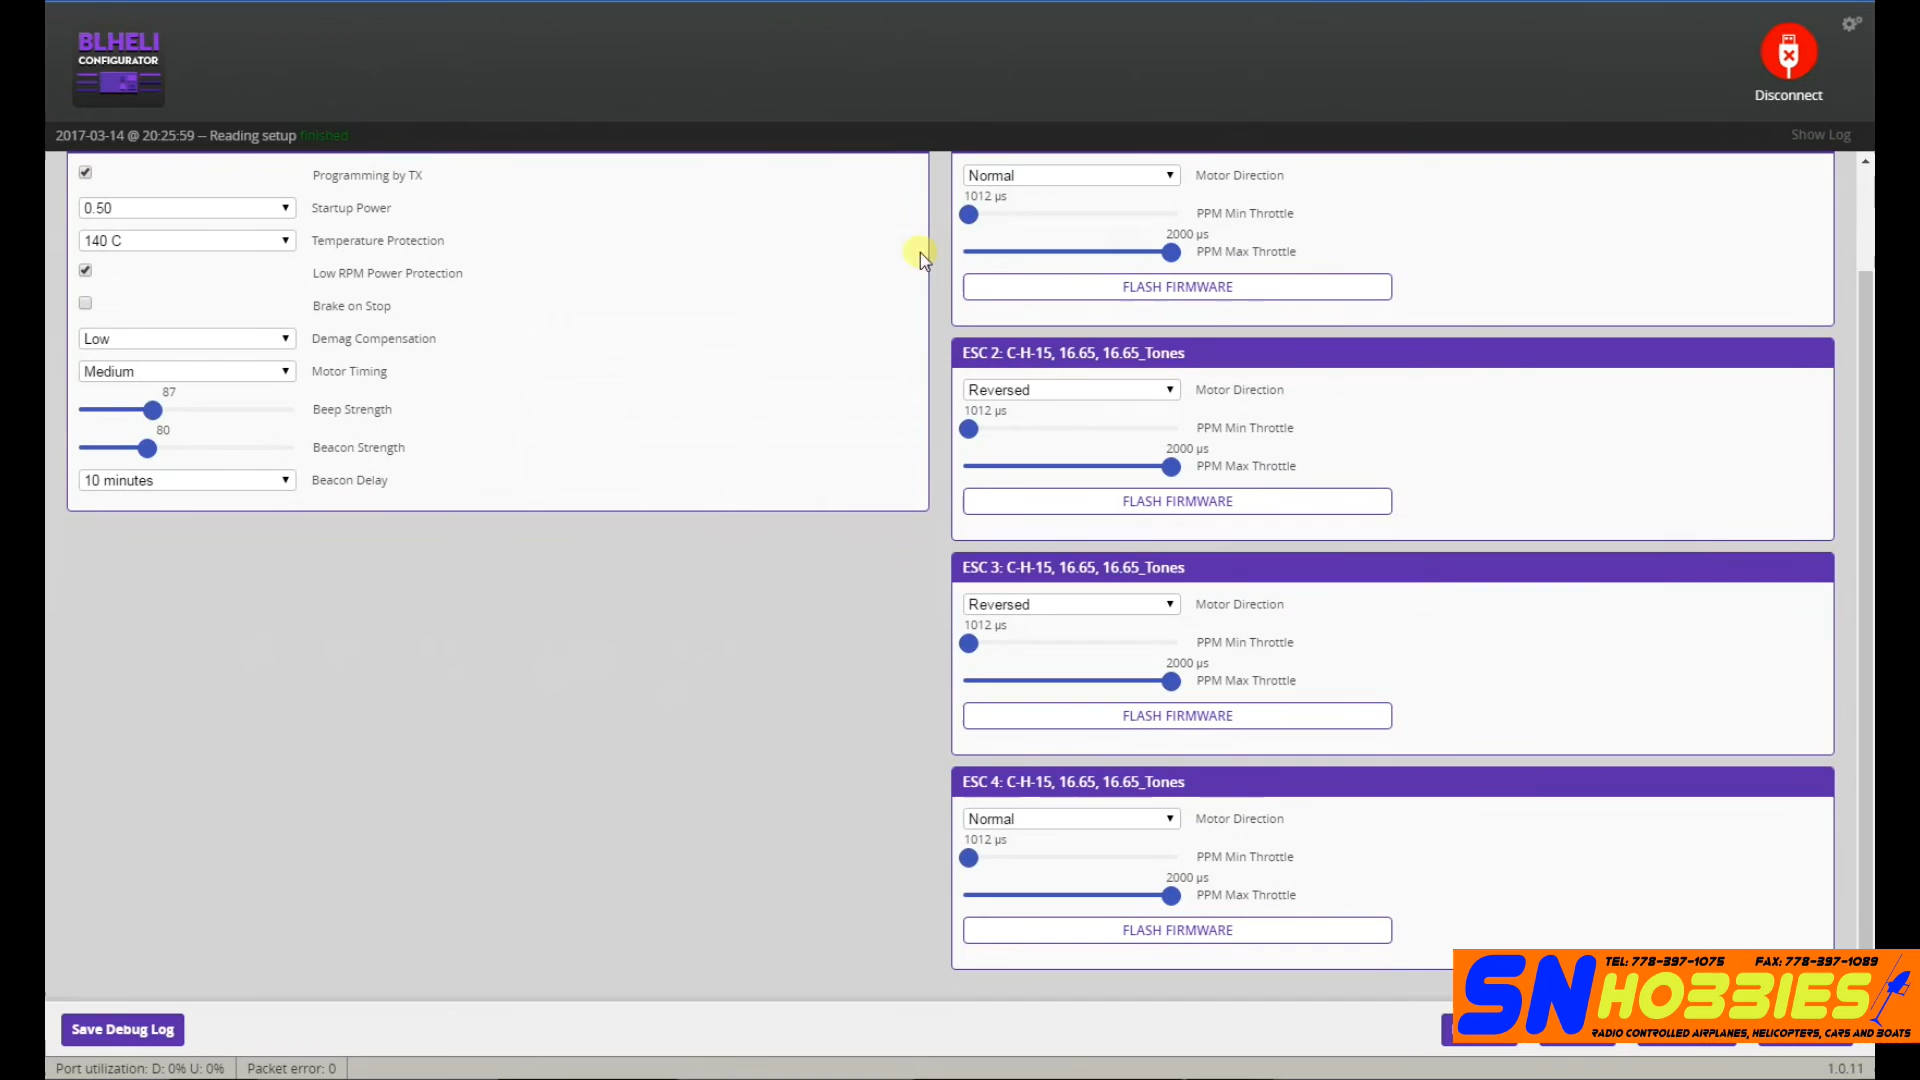 BLHELI
CONFIGURATOR
Disconnect
2017-03-14 @ 20:25:59 -- Reading setup finished
Show Log
Programming by TX
0.50 Startup Power
140 C Temperature Protection
Low RPM Power Protection
Brake on Stop
Low Demag Compensation
Medium Motor Timing
87
Beep Strength
80
Beacon Strength
10 minutes Beacon Delay
Normal Motor Direction
1012 µs
PPM Min Throttle
2000 µs
PPM Max Throttle
FLASH FIRMWARE
ESC 2: C-H-15, 16.65, 16.65_Tones
Reversed Motor Direction
1012 µs
PPM Min Throttle
2000 µs
PPM Max Throttle
FLASH FIRMWARE
ESC 3: C-H-15, 16.65, 16.65_Tones
Reversed Motor Direction
1012 µs
PPM Min Throttle
2000 µs
PPM Max Throttle
FLASH FIRMWARE
ESC 4: C-H-15, 16.65, 16.65_Tones
Normal Motor Direction
1012 µs
PPM Min Throttle
2000 µs
PPM Max Throttle
FLASH FIRMWARE
TEL: 778-397-1075 FAX: 778-397-1089
SNHOBBIES
RADIO CONTROLLED AIRPLANES, HELICOPTERS, CARS AND BOATS
Save Debug Log
Port utilization: D: 0% U: 0% Packet error: 0
1.0.11